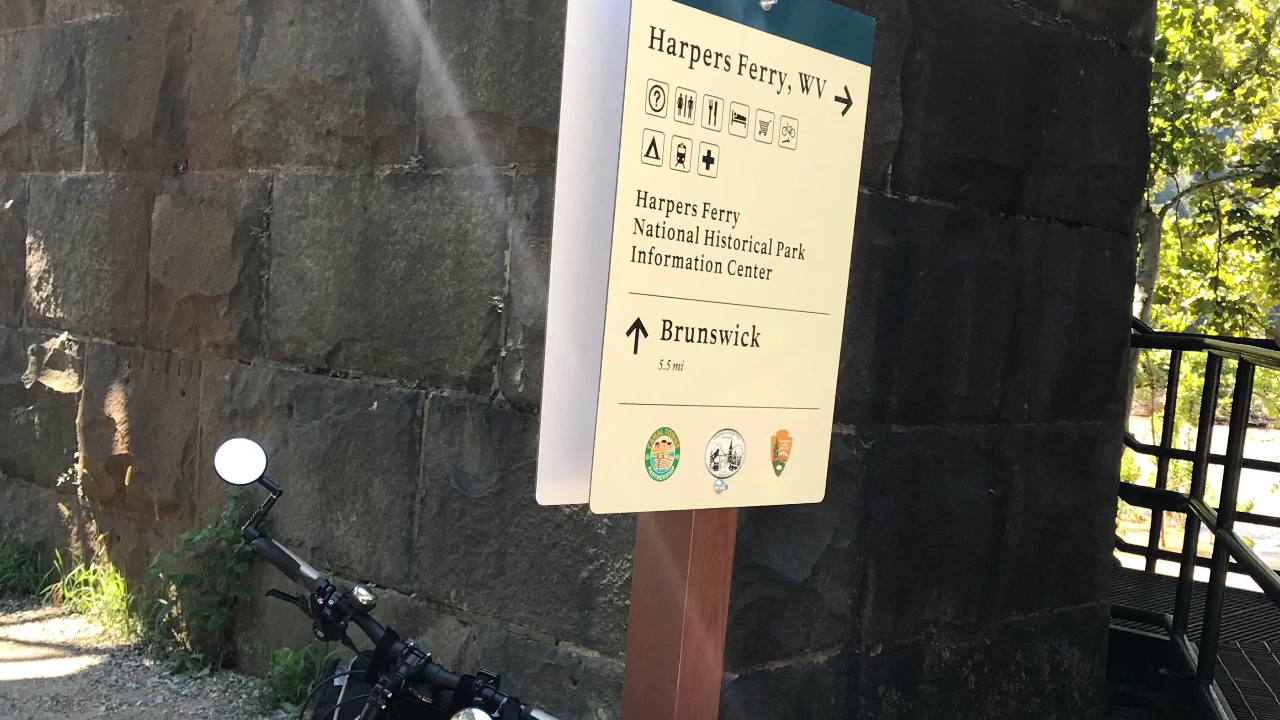 Harpers Ferry, WV
Harpers Ferry
National Historical Park
Information Center
Brunswick
5.5 mi